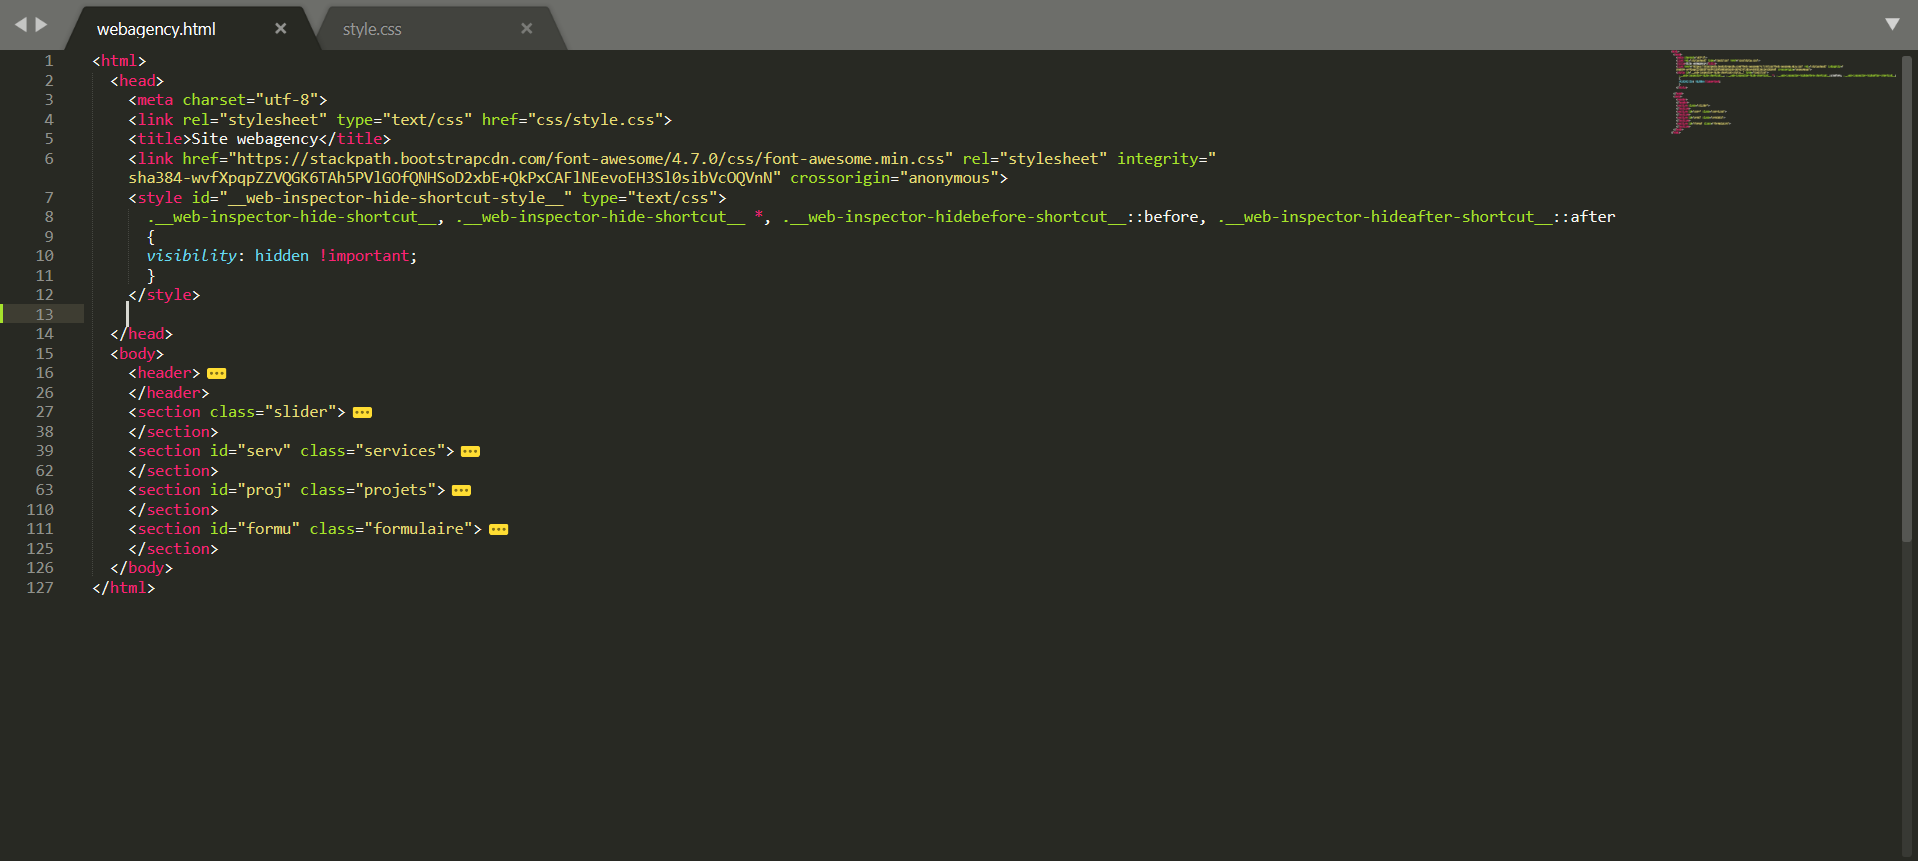 webagency.html
style.css
1 <html>
2 <head>
3 <meta charset="utf-8">
4 <link rel="stylesheet" type="text/css" href="css/style.css">
5 <title>Site webagency</title>
6 <link href="https://stackpath.bootstrapcdn.com/font-awesome/4.7.0/css/font-awesome.min.css" rel="stylesheet" integrity="
sha384-wvfXpqpZZVQGK6TAh5PVlGOfQNHSoD2xbE+QkPxCAFlNEevoEH3Sl0sibVcOQVnN" crossorigin="anonymous">
7 <style id="__web-inspector-hide-shortcut-style__" type="text/css">
8 .__web-inspector-hide-shortcut__, .__web-inspector-hide-shortcut__ *, .__web-inspector-hidebefore-shortcut__::before, .__web-inspector-hideafter-shortcut__::after
9 {
10 visibility: hidden !important;
11 }
12 </style>
13
14 </head>
15 <body>
16 <header>
26 </header>
27 <section class="slider">
38 </section>
39 <section id="serv" class="services">
62 </section>
63 <section id="proj" class="projets">
110 </section>
111 <section id="formu" class="formulaire">
125 </section>
126 </body>
127 </html>